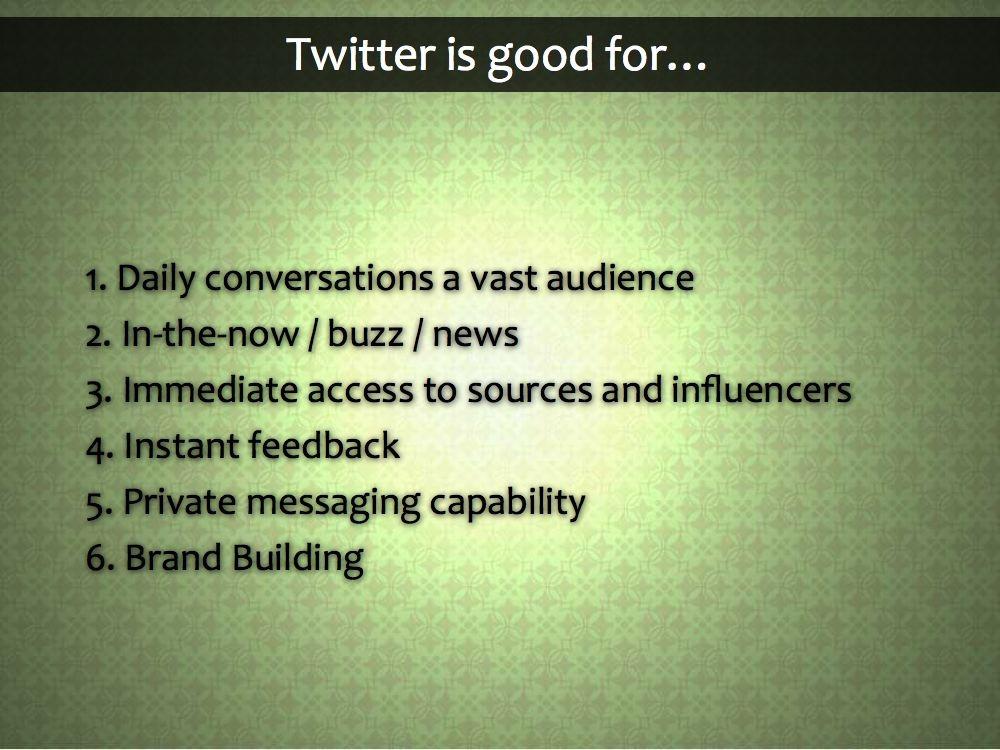 Twitter is good for...
1. Daily conversations a vast audience
2. In-the-now / buzz / news
3. Immediate access to sources and influencers
4. Instant feedback
5. Private messaging capability
6. Brand Building